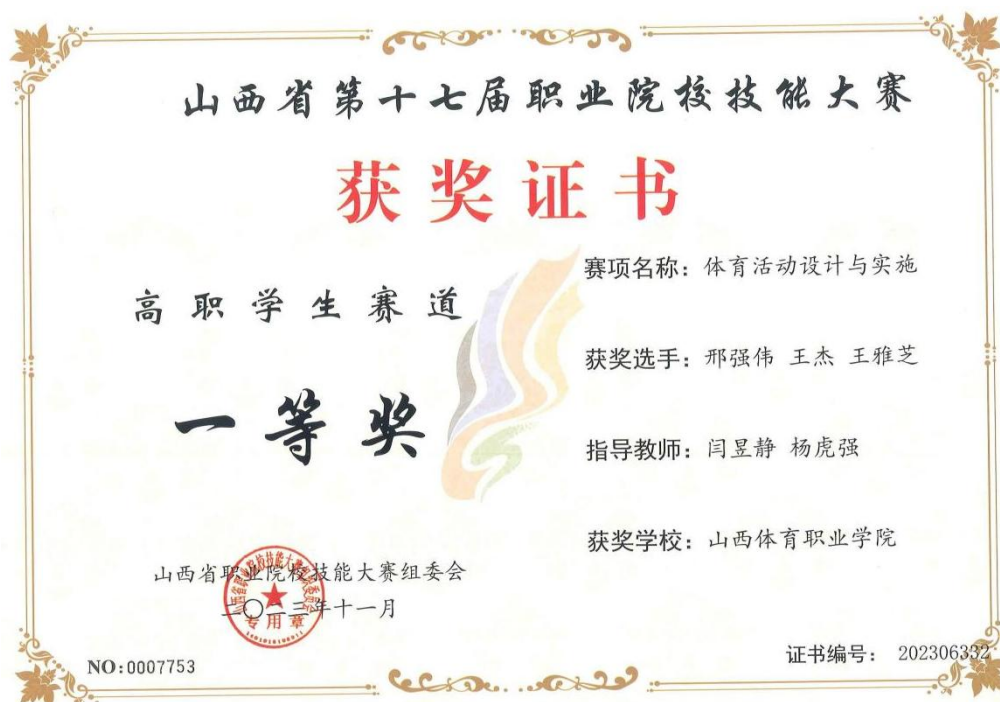 山西省第十七届职业院校技能大赛
获奖证书
高职学生赛道
一等奖
赛项名称：体育活动设计与实施
获奖选手：邢强伟 王杰 王雅芝
指导教师：闫昱静 杨虎强
获奖学校：山西体育职业学院
山西省职业院校技能大赛组委会
二〇二三年十一月
专用章
NO:0007753
证书编号： 202306332